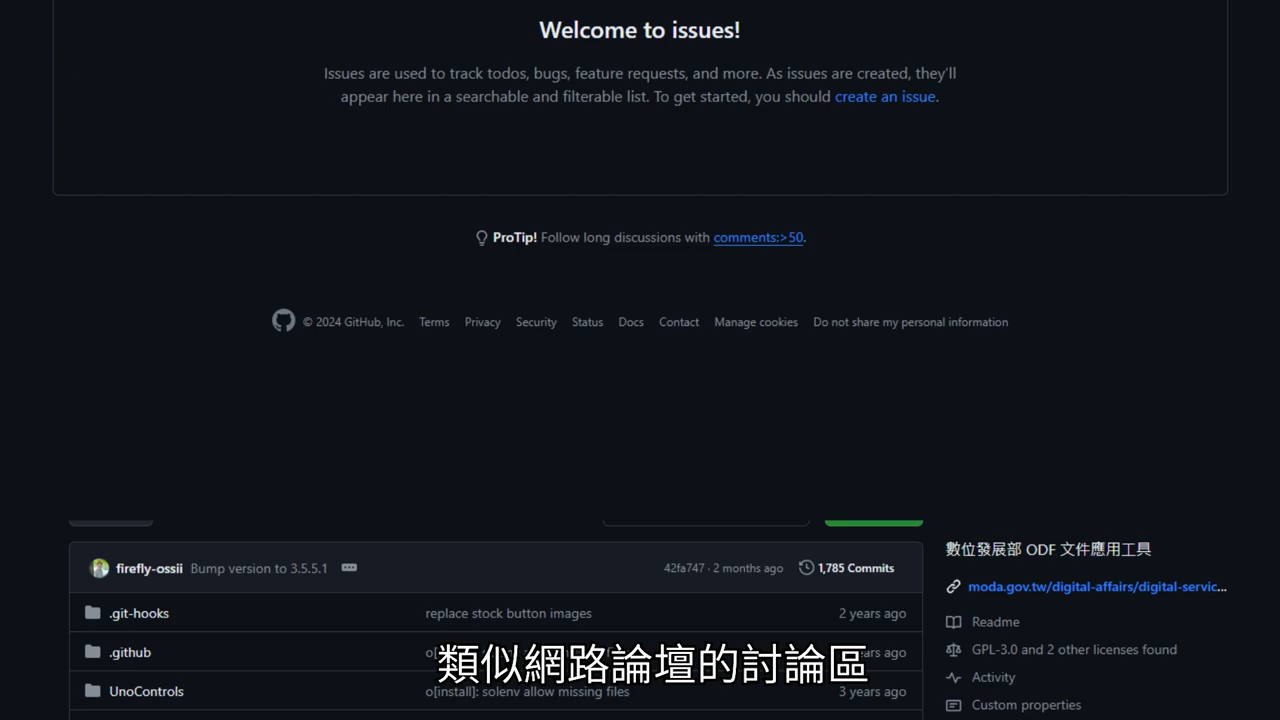 Welcome to issues!
Issues are used to track todos, bugs, feature requests, and more. As issues are created, they'll
appear here in a searchable and filterable list. To get started, you should create an issue.
ProTip! Follow long discussions with comments:>50.
© 2024 GitHub, Inc. Terms Privacy Security Status Docs Contact Manage cookies Do not share my personal information
firefly-ossii Bump version to 3.5.5.1 42fa747 · 2 months ago 1,785 Commits
.git-hooks replace stock button images 2 years ago
.github years ago
UnoControls o[install]: solenv allow missing files 3 years ago
數位發展部 ODF 文件應用工具
moda.gov.tw/digital-affairs/digital-servic...
Readme
GPL-3.0 and 2 other licenses found
Activity
Custom properties
類似網路論壇的討論區